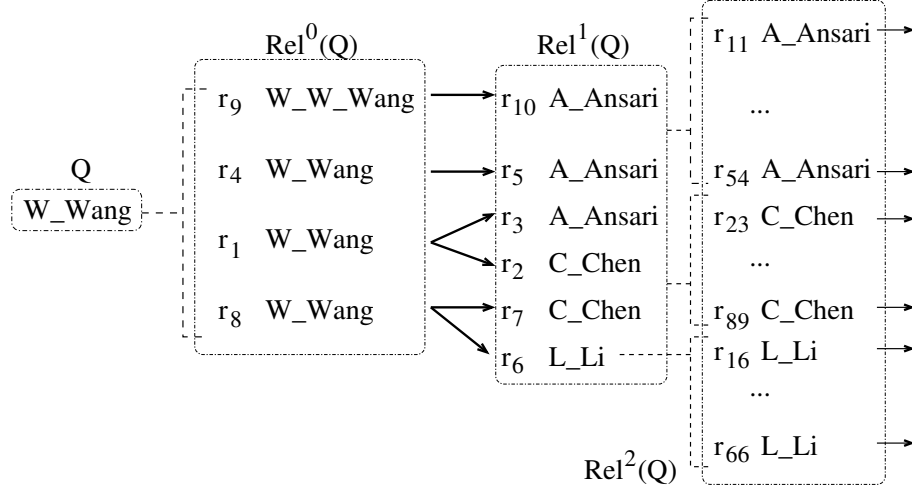 Q
W_Wang
Rel^0(Q)
r_9 W_W_Wang
r_4 W_Wang
r_1 W_Wang
r_8 W_Wang
Rel^1(Q)
r_10 A_Ansari
r_5 A_Ansari
r_3 A_Ansari
r_2 C_Chen
r_7 C_Chen
r_6 L_Li
r_11 A_Ansari
...
r_54 A_Ansari
r_23 C_Chen
...
r_89 C_Chen
r_16 L_Li
...
r_66 L_Li
Rel^2(Q)